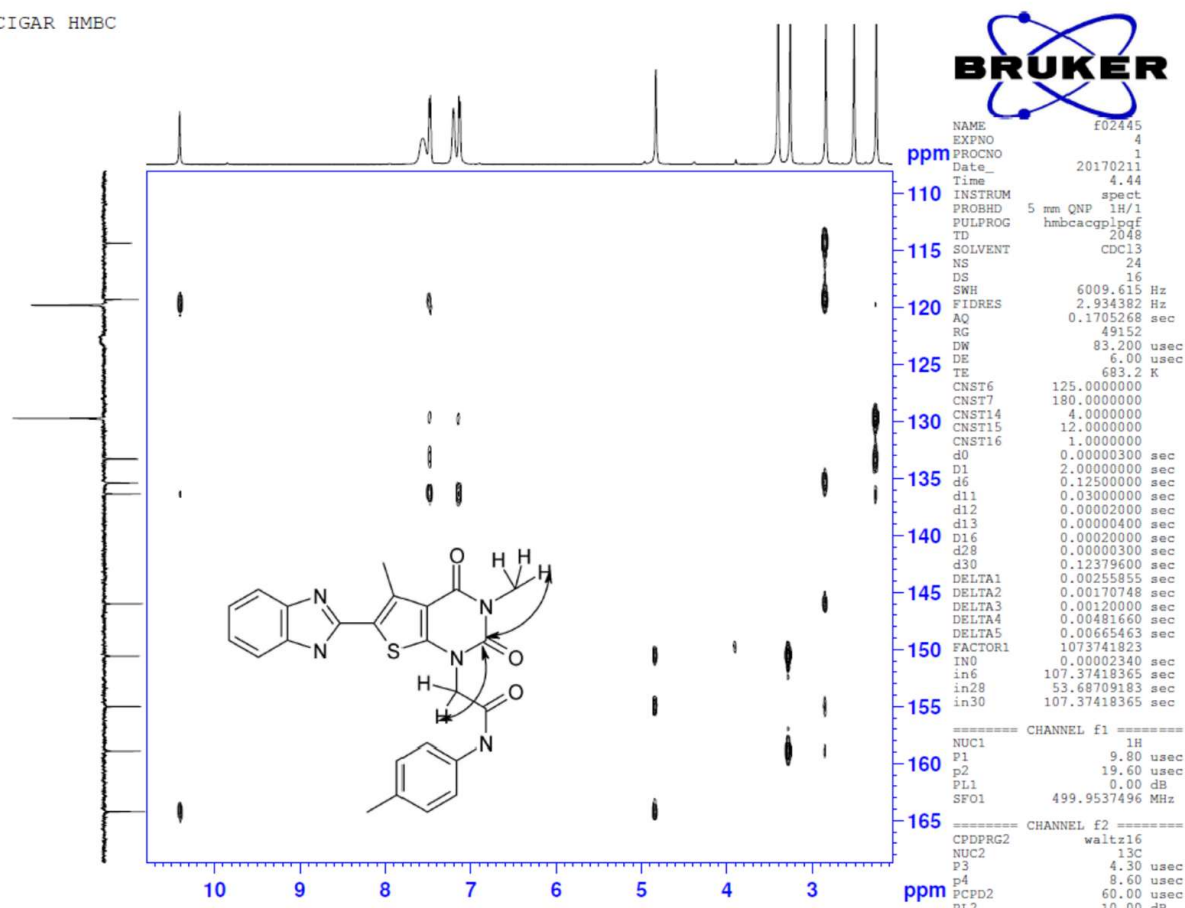 CIGAR HMBC
BRUKER
NAME f02445
EXPNO 4
PROCNO 1
Date_ 20170211
Time 4.44
INSTRUM spect
PROBHD 5 mm QNP 1H/1
PULPROG hmbcacgplpqf
TD 2048
SOLVENT CDCl3
NS 24
DS 16
SWH 6009.615 Hz
FIDRES 2.934382 Hz
AQ 0.1705268 sec
RG 49152
DW 83.200 usec
DE 6.00 usec
TE 683.2 K
CNST6 125.0000000
CNST7 180.0000000
CNST14 4.0000000
CNST15 12.0000000
CNST16 1.0000000
d0 0.00000300 sec
D1 2.00000000 sec
d6 0.12500000 sec
d11 0.03000000 sec
d12 0.00002000 sec
d13 0.00000400 sec
D16 0.00020000 sec
d28 0.00000300 sec
d30 0.12379600 sec
DELTA1 0.00255855 sec
DELTA2 0.00170748 sec
DELTA3 0.00120000 sec
DELTA4 0.00481660 sec
DELTA5 0.00665463 sec
FACTOR1 1073741823
IN0 0.00002340 sec
in6 107.37418365 sec
in28 53.68709183 sec
in30 107.37418365 sec
======== CHANNEL f1 ========
NUC1 1H
P1 9.80 usec
p2 19.60 usec
PL1 0.00 dB
SFO1 499.9537496 MHz
======== CHANNEL f2 ========
CPDPRG2 waltz16
NUC2 13C
P3 4.30 usec
p4 8.60 usec
PCPD2 60.00 usec
PL2 10.00 dB
ppm
110
115
120
125
130
135
140
145
150
155
160
165
10 9 8 7 6 5 4 3 ppm
O H H
H
N N
N S N O
H O
H
N